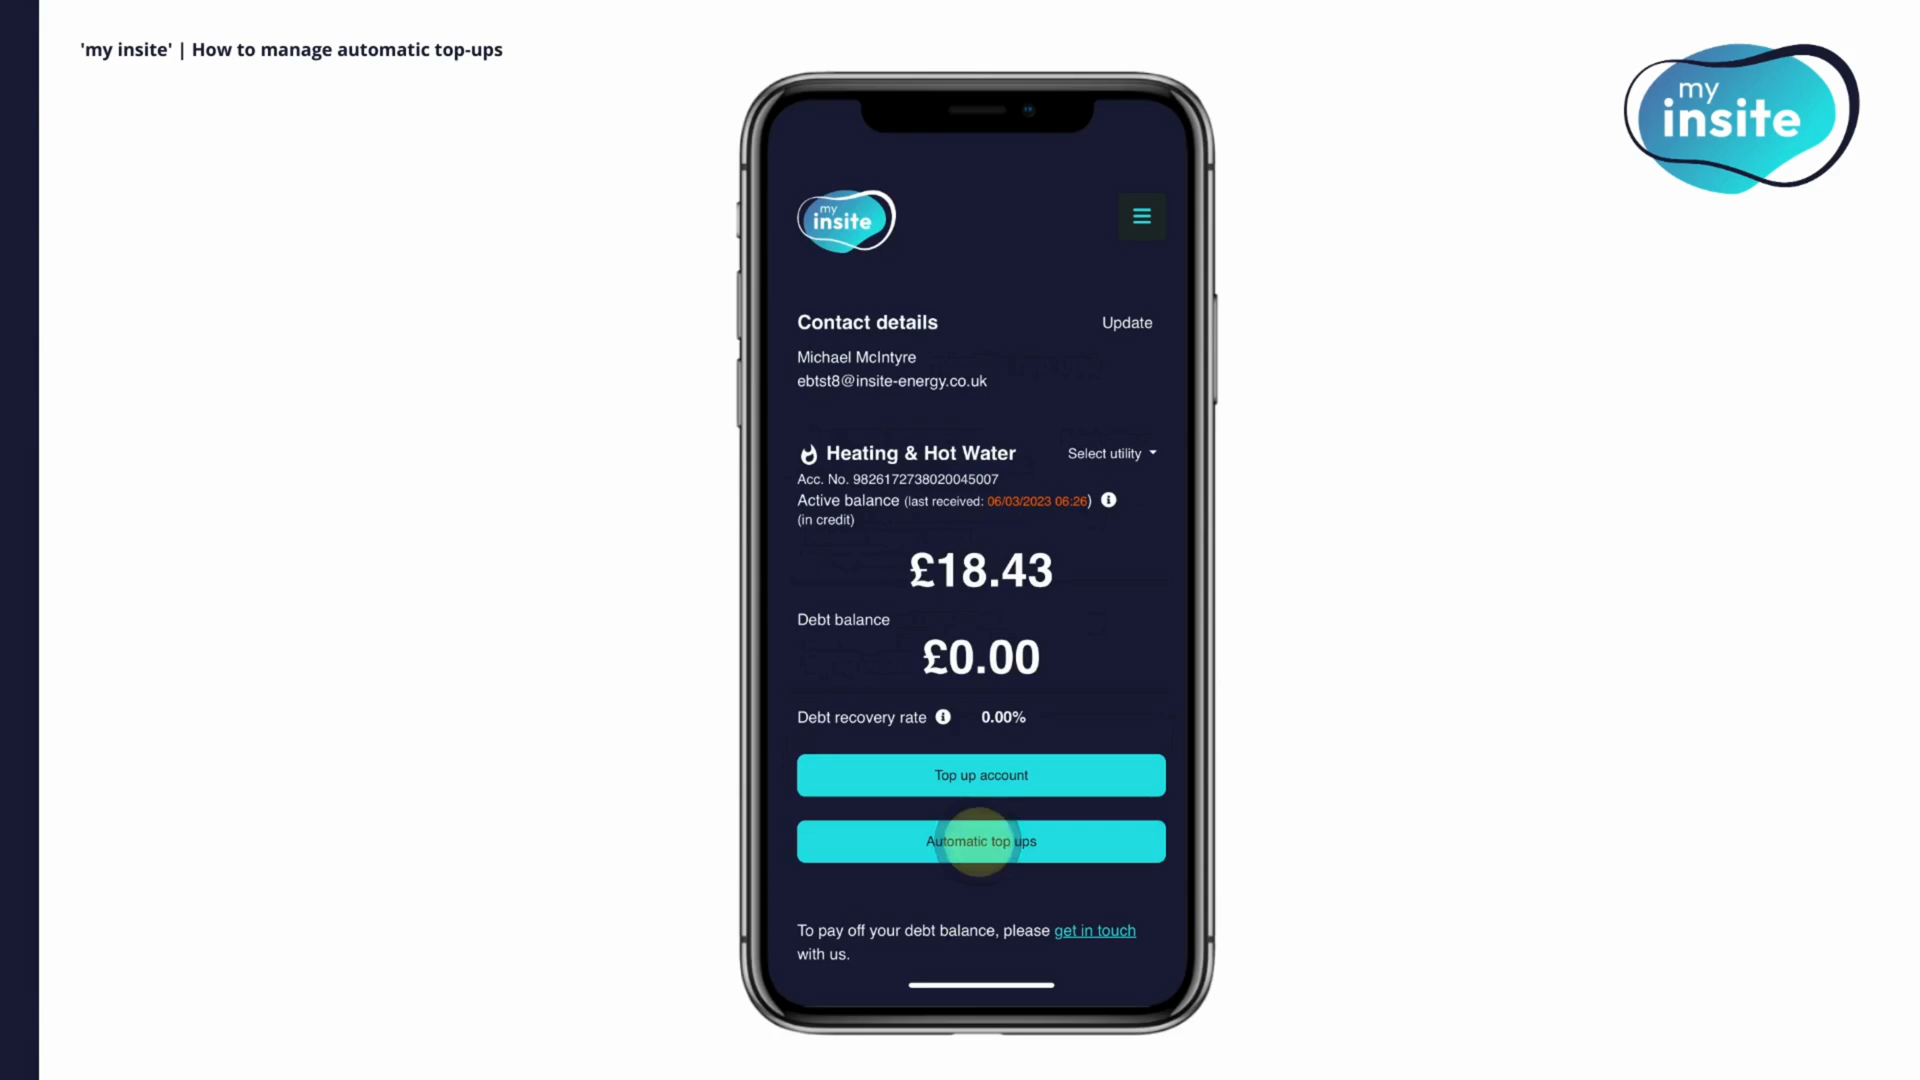 'my insite' | How to manage automatic top-ups
my
insite
my
insite
Contact details
Update
Michael McIntyre
ebtst8@insite-energy.co.uk
Heating & Hot Water
Select utility
Acc. No. 9826172738020045007
Active balance (last received: 06/03/2023 06:26)
(in credit)
£18.43
Debt balance
£0.00
Debt recovery rate
0.00%
Top up account
Automatic top ups
To pay off your debt balance, please get in touch
with us.